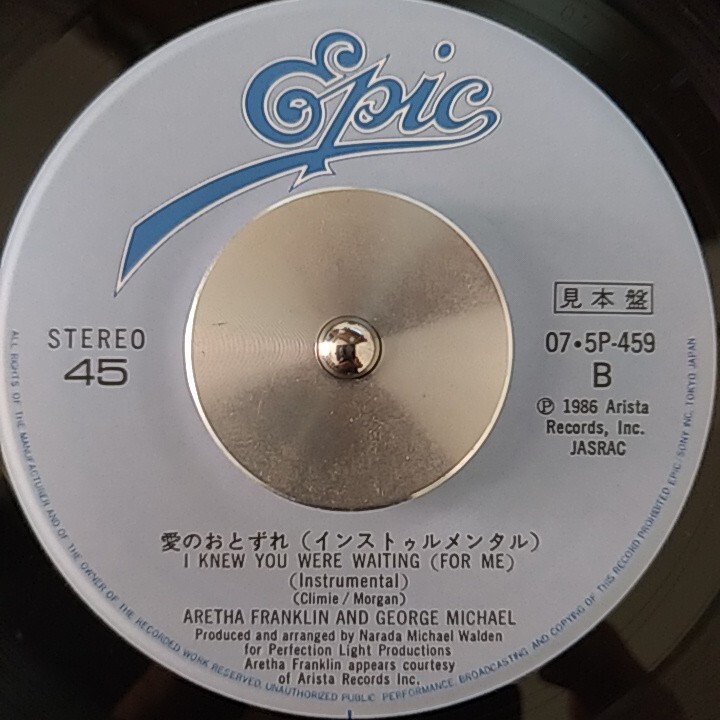 Epic
STEREO
45
見本盤
07・5P-459
B
Ⓟ 1986 Arista
Records, Inc.
JASRAC
愛のおとずれ（インストゥルメンタル）
I KNEW YOU WERE WAITING (FOR ME)
(Instrumental)
(Climie / Morgan)
ARETHA FRANKLIN AND GEORGE MICHAEL
Produced and arranged by Narada Michael Walden
for Perfection Light Productions
Aretha Franklin appears courtesy
of Arista Records Inc.
ALL RIGHTS OF THE MANUFACTURER AND OF THE OWNER OF THE RECORDED WORK RESERVED. UNAUTHORIZED PUBLIC PERFORMANCE. BROADCASTING AND COPYING OF THIS RECORD PROHIBITED EPIC/SONY INC. TOKYO JAPAN